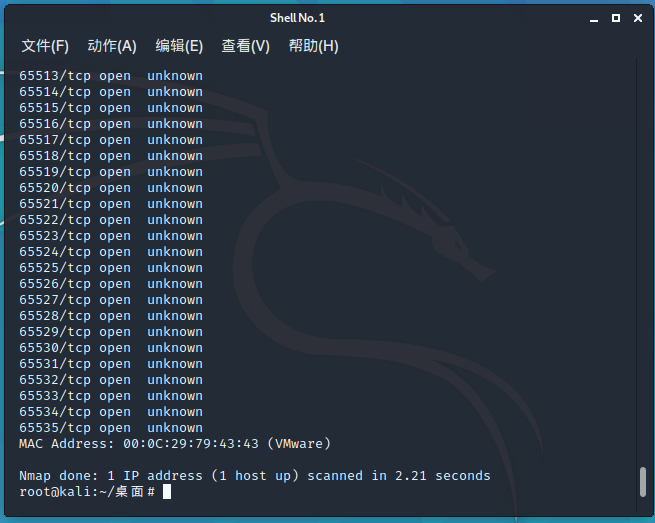 Shell No. 1
文件(F) 动作(A) 编辑(E) 查看(V) 帮助(H)
65513/tcp open  unknown
65514/tcp open  unknown
65515/tcp open  unknown
65516/tcp open  unknown
65517/tcp open  unknown
65518/tcp open  unknown
65519/tcp open  unknown
65520/tcp open  unknown
65521/tcp open  unknown
65522/tcp open  unknown
65523/tcp open  unknown
65524/tcp open  unknown
65525/tcp open  unknown
65526/tcp open  unknown
65527/tcp open  unknown
65528/tcp open  unknown
65529/tcp open  unknown
65530/tcp open  unknown
65531/tcp open  unknown
65532/tcp open  unknown
65533/tcp open  unknown
65534/tcp open  unknown
65535/tcp open  unknown
MAC Address: 00:0C:29:79:43:43 (VMware)
Nmap done: 1 IP address (1 host up) scanned in 2.21 seconds
root@kali:~/桌面#